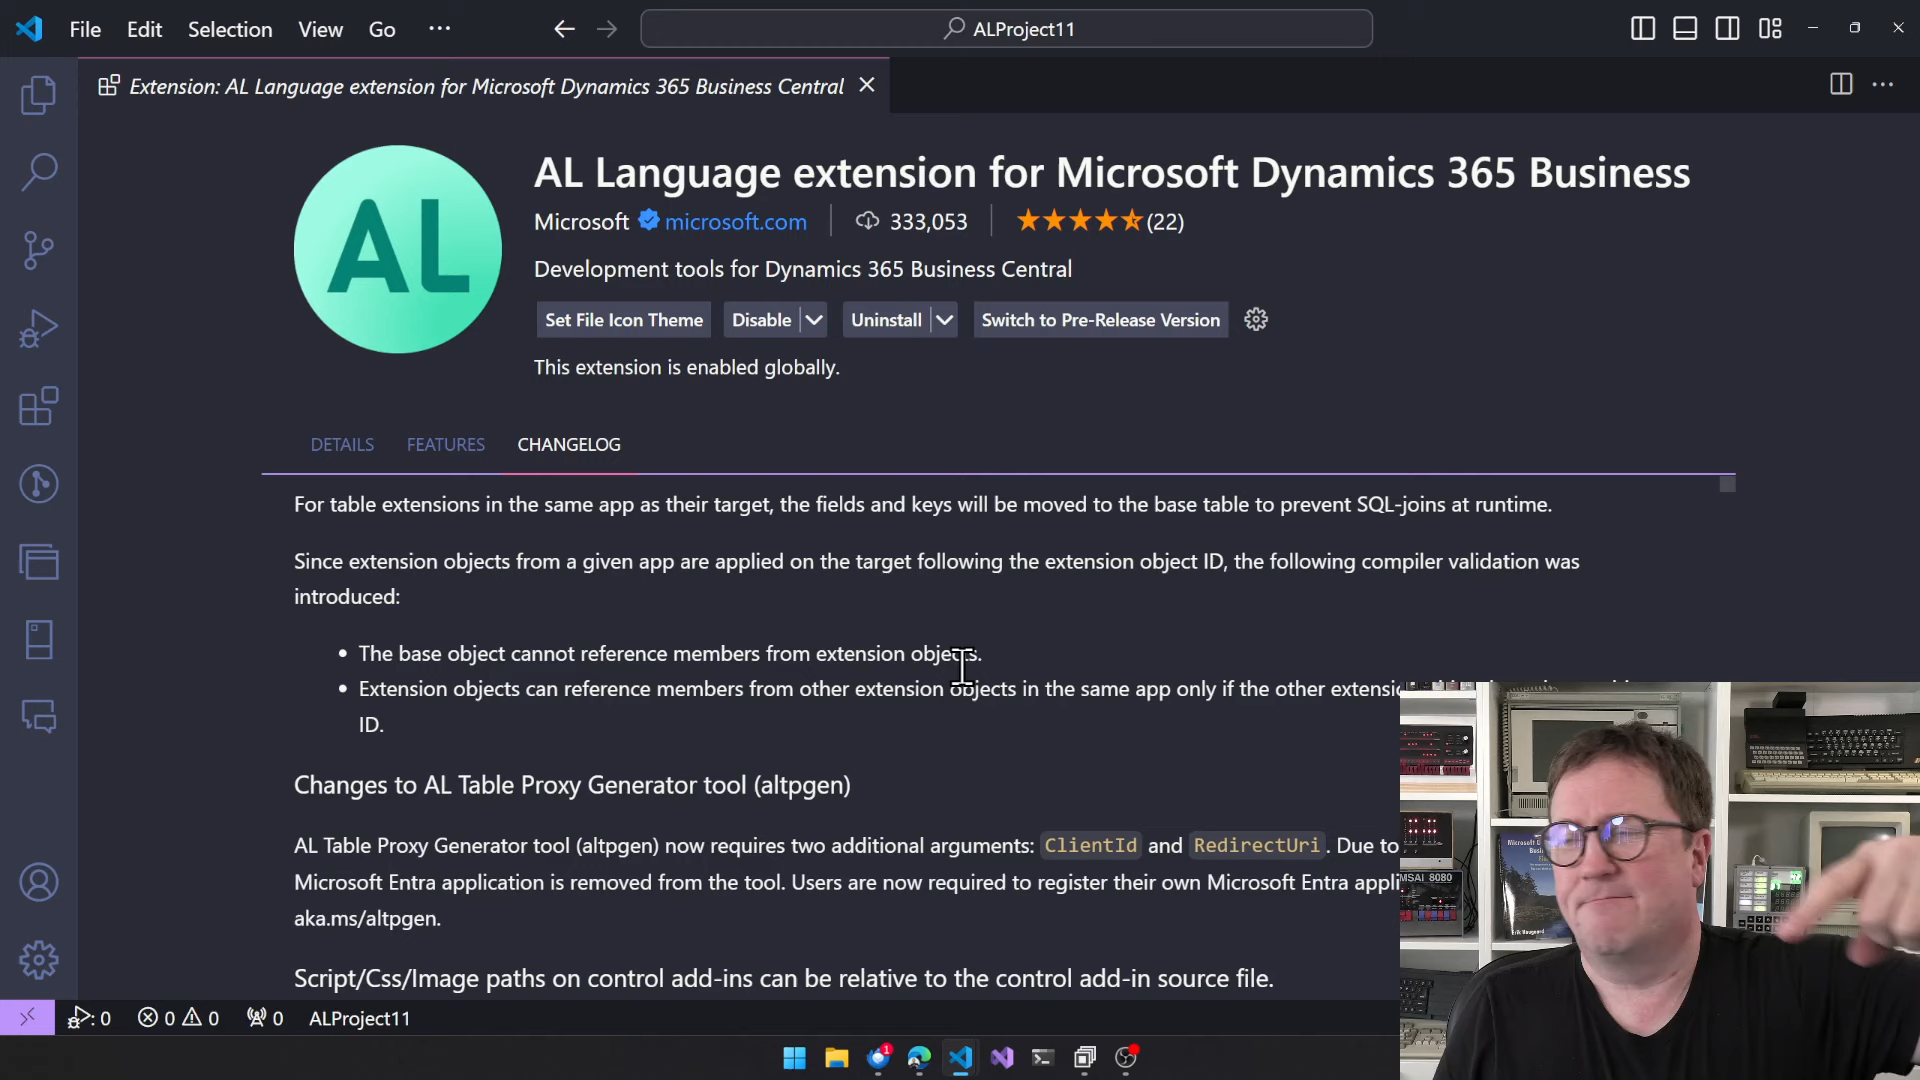 File Edit Selection View Go ··· ALProject11
Extension: AL Language extension for Microsoft Dynamics 365 Business Central
AL
AL Language extension for Microsoft Dynamics 365 Business
Microsoft microsoft.com 333,053 (22)
Development tools for Dynamics 365 Business Central
Set File Icon Theme Disable Uninstall Switch to Pre-Release Version
This extension is enabled globally.
DETAILS FEATURES CHANGELOG
For table extensions in the same app as their target, the fields and keys will be moved to the base table to prevent SQL-joins at runtime.
Since extension objects from a given app are applied on the target following the extension object ID, the following compiler validation was
introduced:
• The base object cannot reference members from extension objects.
• Extension objects can reference members from other extension objects in the same app only if the other
ID.
Changes to AL Table Proxy Generator tool (altpgen)
AL Table Proxy Generator tool (altpgen) now requires two additional arguments: ClientId and RedirectUri. Due to
Microsoft Entra application is removed from the tool. Users are now required to register their own Microsoft Entra
aka.ms/altpgen.
Script/Css/Image paths on control add-ins can be relative to the control add-in source file.
0 0 0 0 ALProject11
1
8080